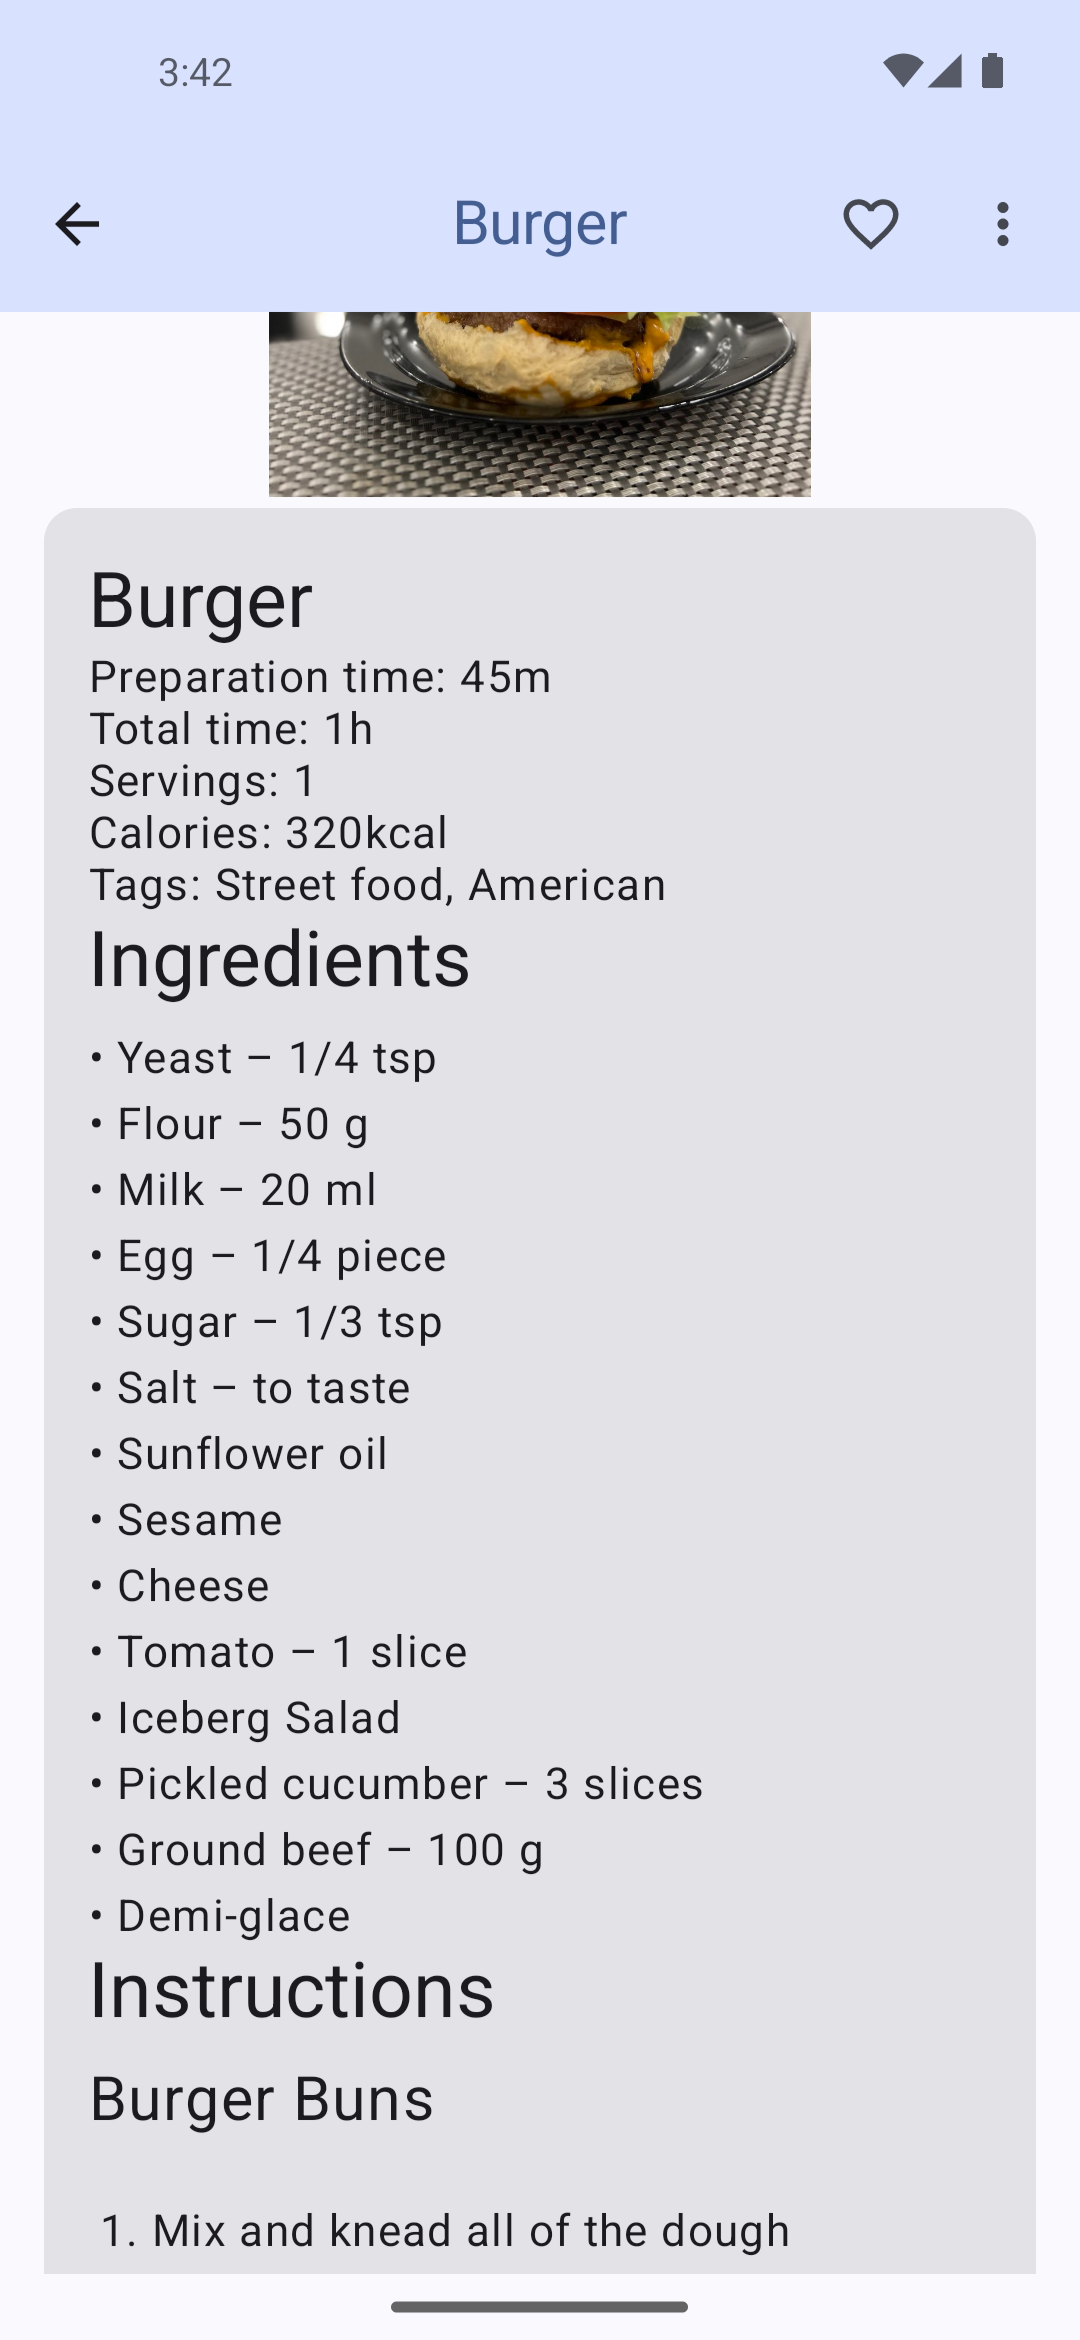 3:42
Burger
Burger
Preparation time: 45m
Total time: 1h
Servings: 1
Calories: 320kcal
Tags: Street food, American
Ingredients
• Yeast – 1/4 tsp
• Flour – 50 g
• Milk – 20 ml
• Egg – 1/4 piece
• Sugar – 1/3 tsp
• Salt – to taste
• Sunflower oil
• Sesame
• Cheese
• Tomato – 1 slice
• Iceberg Salad
• Pickled cucumber – 3 slices
• Ground beef – 100 g
• Demi-glace
Instructions
Burger Buns
1. Mix and knead all of the dough